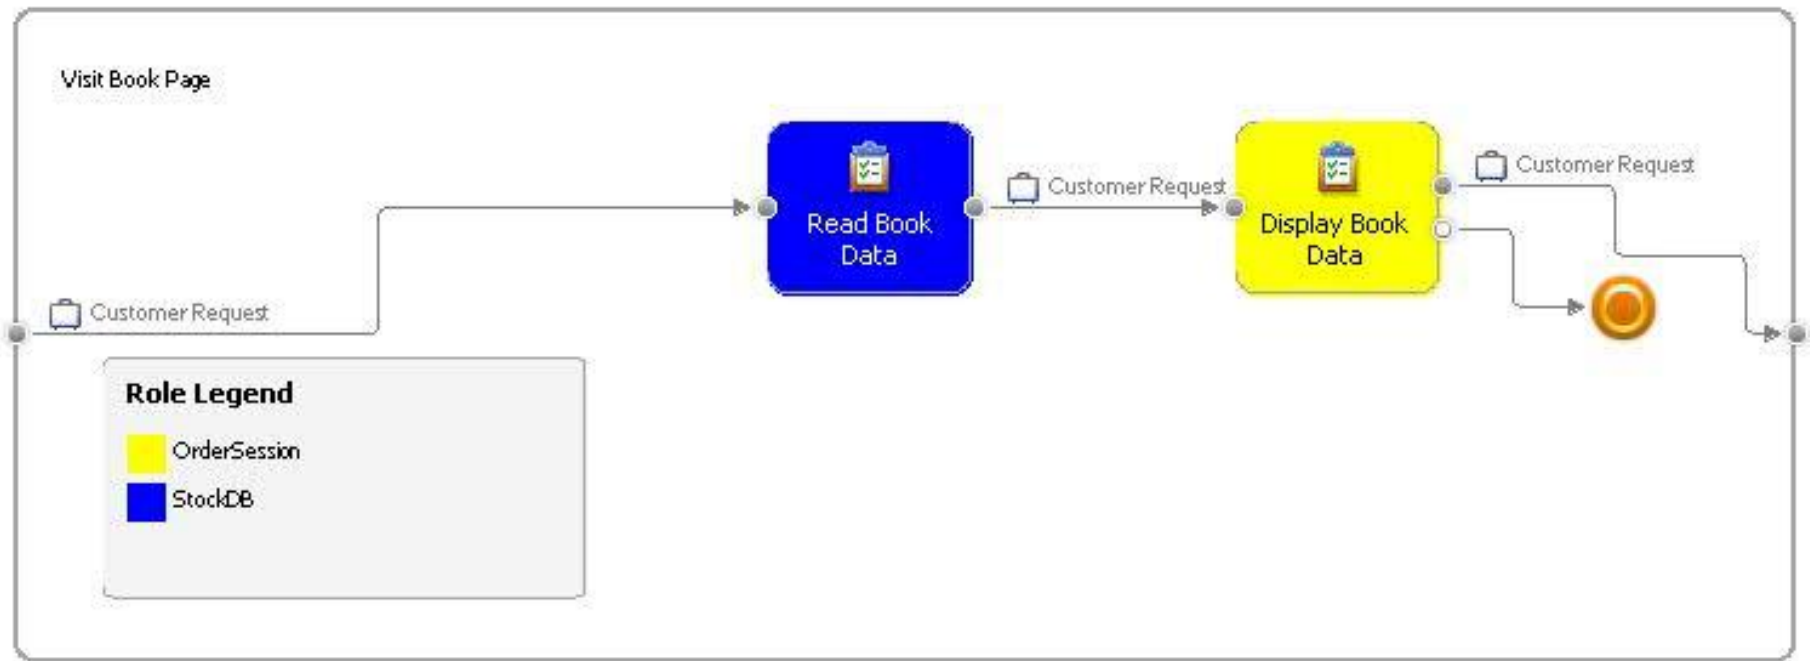 Visit Book Page
Customer Request
Read Book
Data
Customer Request
Display Book
Data
Customer Request
Role Legend
OrderSession
StockDB